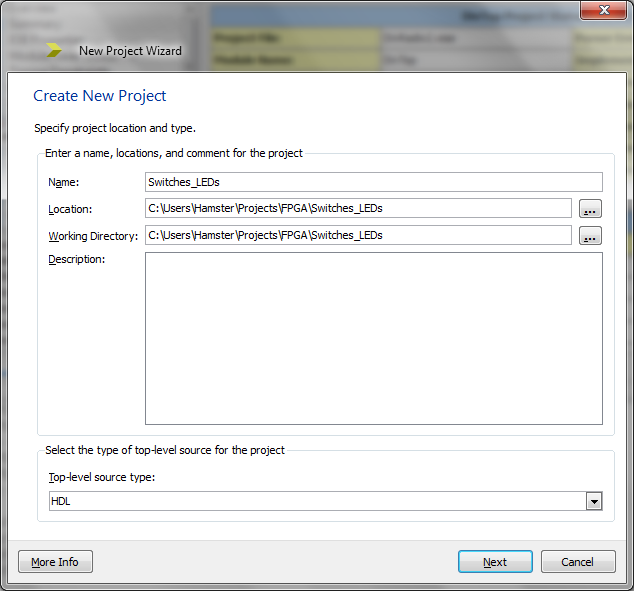 New Project Wizard
Create New Project
Specify project location and type.
Enter a name, locations, and comment for the project
Name:
Switches_LEDs
Location:
C:\Users\Hamster\Projects\FPGA\Switches_LEDs
...
Working Directory:
C:\Users\Hamster\Projects\FPGA\Switches_LEDs
...
Description:
Select the type of top-level source for the project
Top-level source type:
HDL
More Info
Next
Cancel